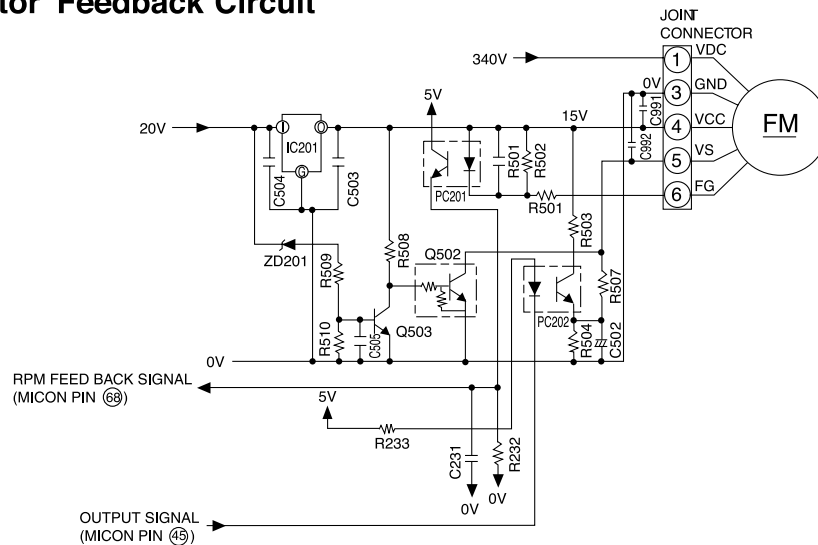 tor Feedback Circuit
JOINT
CONNECTOR
VDC
340V
1
0V
3
GND
C991
5V
15V
20V
I
O
IC201
G
4
VCC
FM
C992
C504
C503
PC201
R501
R502
5
VS
R501
6
FG
R503
ZD201
R509
R508
Q502
R507
PC202
R510
C505
Q503
R504
C502
0V
RPM FEED BACK SIGNAL
(MICON PIN 68)
5V
R233
C231
R232
0V
0V
OUTPUT SIGNAL
(MICON PIN 45)